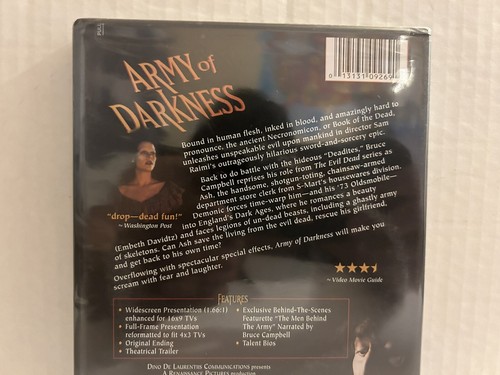 ARMY of
DARKNESS
0 13131 09269
Bound in human flesh, inked in blood, and amazingly hard to
pronounce, the ancient Necronomicon, or Book of the Dead,
unleashes unspeakable evil upon mankind in director Sam
Raimi's outrageously hilarious sword-and-sorcery epic.
Back to do battle with the hideous "Deadites," Bruce
Campbell reprises his role from The Evil Dead series as
Ash, the handsome, shotgun-toting, chainsaw-armed
department store clerk from S-Mart's housewares division.
Demonic forces time-warp him—and his '73 Oldsmobile—
into England's Dark Ages, where he romances a beauty
(Embeth Davidtz) and faces legions of un-dead beasts, including a ghastly army
of skeletons. Can Ash save the living from the evil dead, rescue his girlfriend,
and get back to his own time?
"drop–dead fun!"
~ Washington Post
Overflowing with spectacular special effects, Army of Darkness will make you
scream with fear and laughter.
~ Video Movie Guide
FEATURES
• Widescreen Presentation (1.66:1)
enhanced for 16x9 TVs
• Full-Frame Presentation
reformatted to fit 4x3 TVs
• Original Ending
• Theatrical Trailer
• Exclusive Behind-The-Scenes
Featurette "The Men Behind
The Army" Narrated by
Bruce Campbell
• Talent Bios
DINO DE LAURENTIIS COMMUNICATIONS presents
A RENAISSANCE PICTURES production